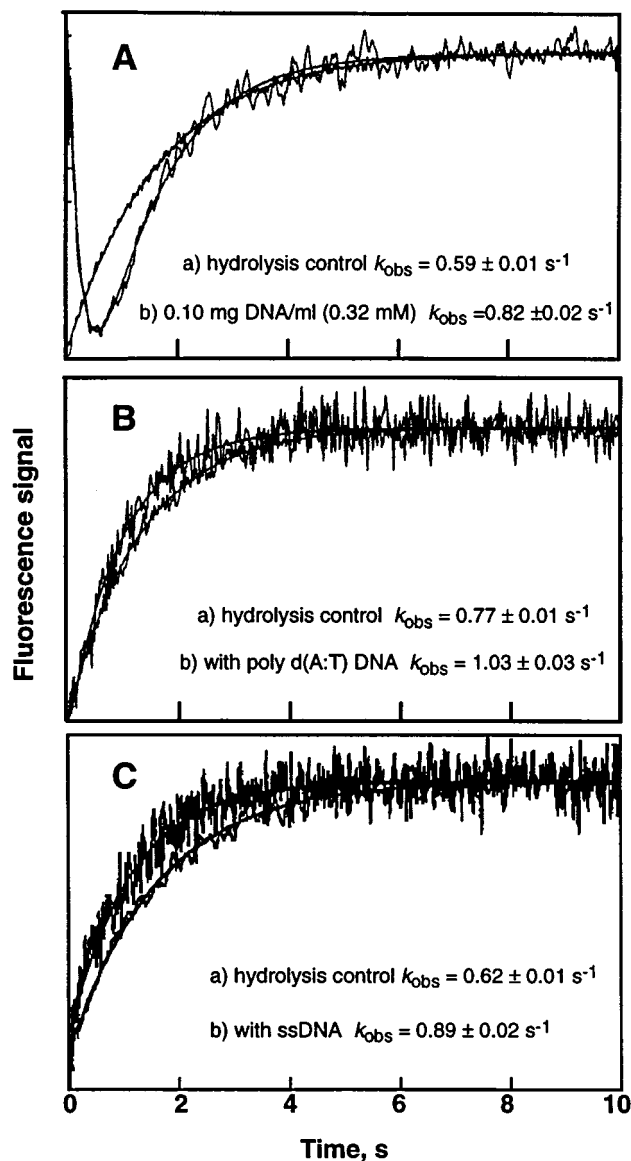 A
a) hydrolysis control kobs = 0.59 ± 0.01 s-1
b) 0.10 mg DNA/ml (0.32 mM) kobs =0.82 ±0.02 s-1
B
a) hydrolysis control kobs = 0.77 ± 0.01 s-1
b) with poly d(A:T) DNA kobs = 1.03 ± 0.03 s-1
Fluorescence signal
C
a) hydrolysis control kobs = 0.62 ± 0.01 s-1
b) with ssDNA kobs = 0.89 ± 0.02 s-1
0 2 4 6 8 10
Time, s